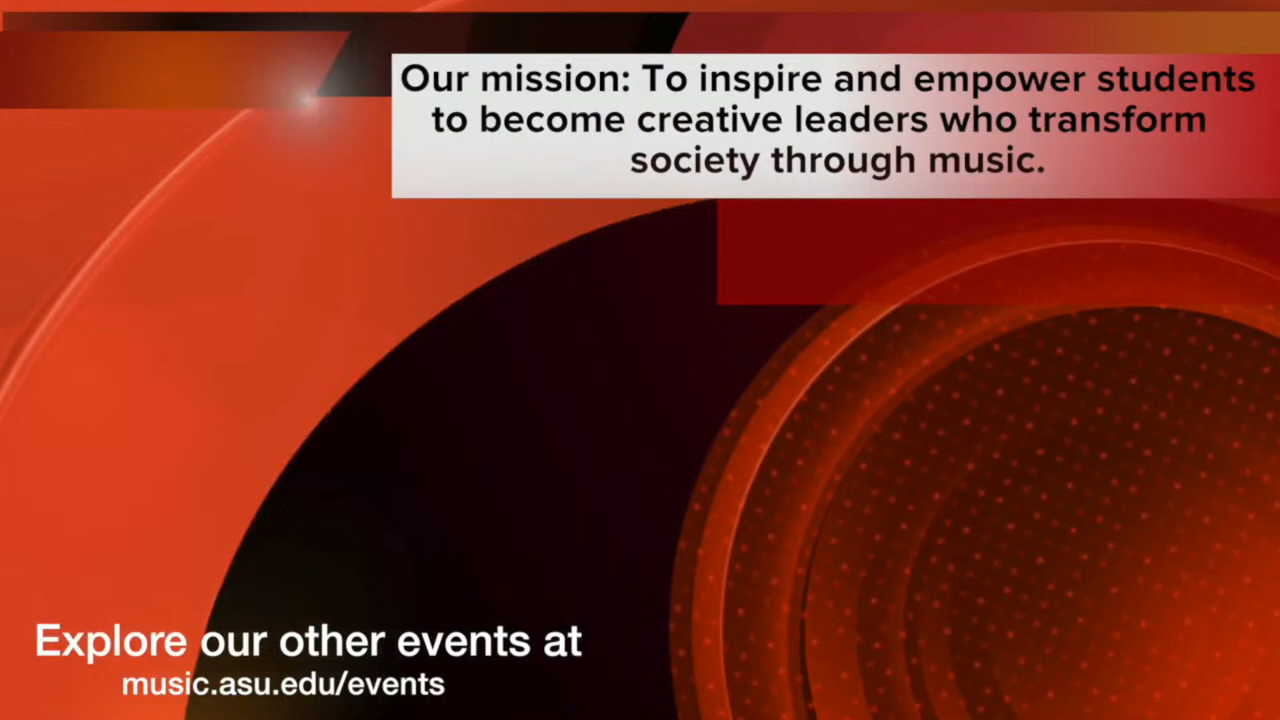 Our mission: To inspire and empower students
to become creative leaders who transform
society through music.
Explore our other events at
music.asu.edu/events